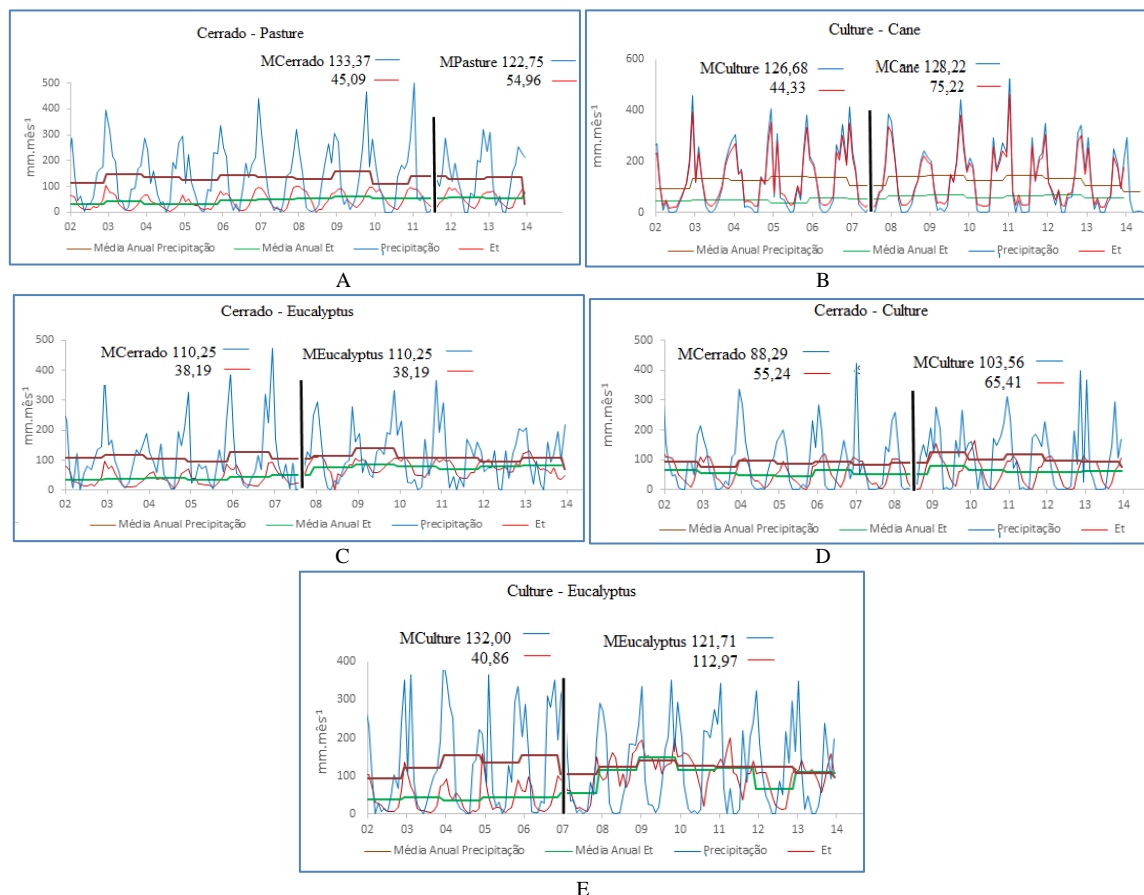 Cerrado - Pasture
MCerrado 133,37
45,09
MPasture 122,75
54,96
mm.mês-¹
500
400
300
200
100
0
02 03 04 05 06 07 08 09 10 11 12 13 14
Média Anual Precipitação Média Anual Et Precipitação Et
A
Culture - Cane
MCulture 126,68
44,33
MCane 128,22
75,22
600
400
200
0
02 03 04 05 06 07 08 09 10 11 12 13 14
Média Anual Precipitação Média Anual Et Precipitação Et
B
Cerrado - Eucalyptus
MCerrado 110,25
38,19
MEucalyptus 110,25
38,19
mm.mês-¹
500
400
300
200
100
0
02 03 04 05 06 07 08 09 10 11 12 13 14
Média Anual Precipitação Média Anual Et Precipitação Et
C
Cerrado - Culture
MCerrado 88,29
55,24
MCulture 103,56
65,41
mm.mês-¹
500
400
300
200
100
0
02 03 04 05 06 07 08 09 10 11 12 13 14
Média Anual Precipitação Média Anual Et Precipitação Et
D
Culture - Eucalyptus
MCulture 132,00
40,86
MEucalyptus 121,71
112,97
mm.mês-¹
400
300
200
100
0
02 03 04 05 07 08 09 10 11 12 13 14
Média Anual Precipitação Média Anual Et Precipitação Et
E